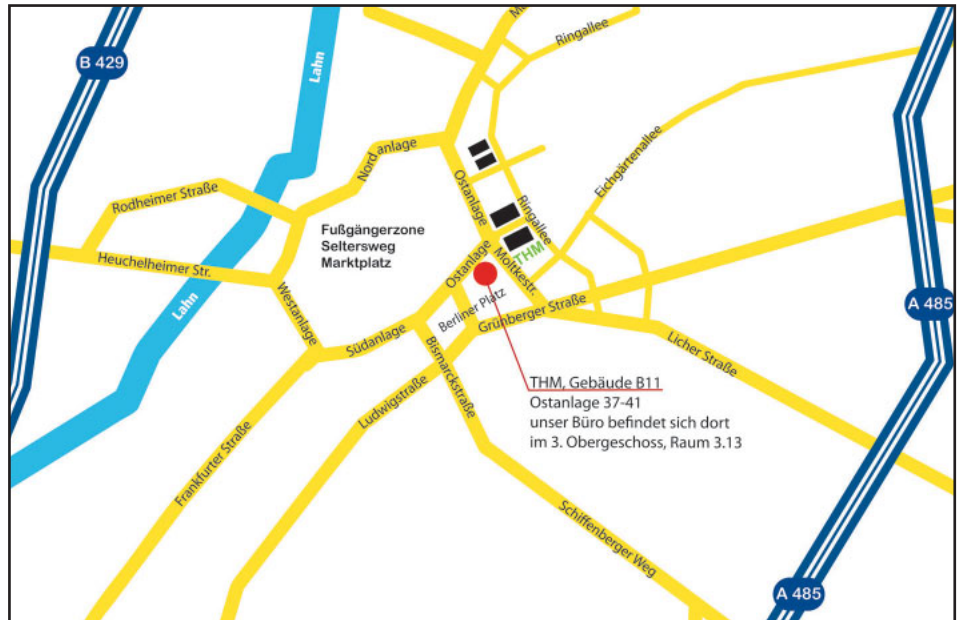 B 429
Lahn
Ringallee
Nordanlage
Eichgärtenallee
Rodheimer Straße
Ostanlage
Ringallee
Fußgängerzone
Seltersweg
Marktplatz
THM
Heuchelheimer Str.
Ostanlage
Moltkestr.
Lahn
Westanlage
Berliner Platz
Grünberger Straße
A 485
Südanlage
Bismarckstraße
Licher Straße
Ludwigstraße
THM, Gebäude B11
Ostanlage 37-41
unser Büro befindet sich dort
im 3. Obergeschoss, Raum 3.13
Frankfurter Straße
Schiffenberger Weg
A 485